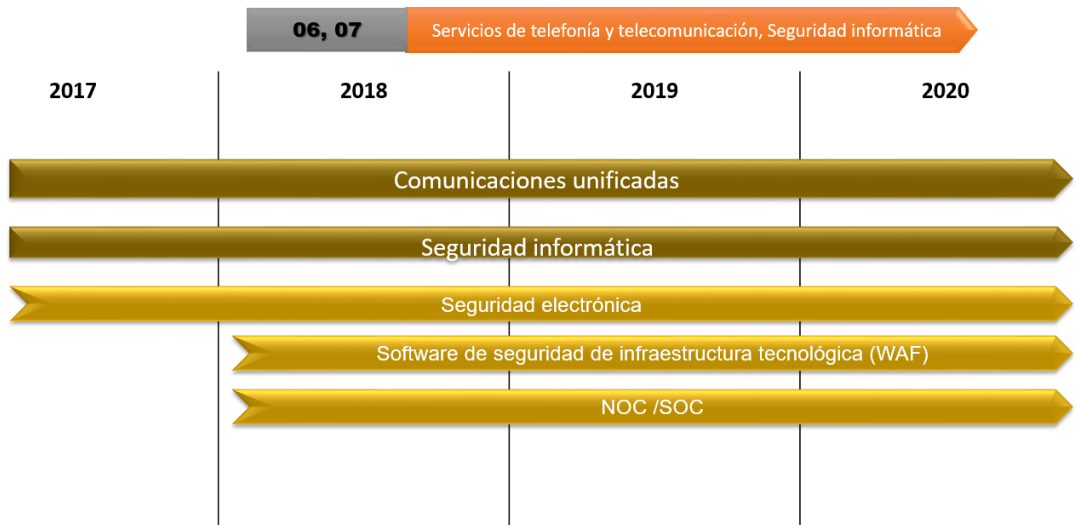 06, 07
Servicios de telefonía y telecomunicación, Seguridad informática
2017
2018
2019
2020
Comunicaciones unificadas
Seguridad informática
Seguridad electrónica
Software de seguridad de infraestructura tecnológica (WAF)
NOC /SOC